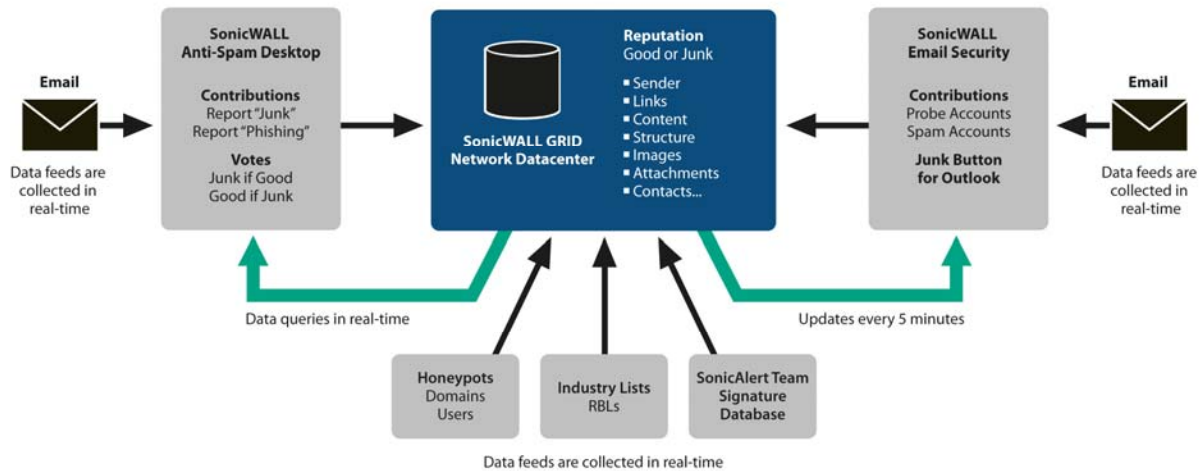 Email
Data feeds are
collected in
real-time
SonicWALL
Anti-Spam Desktop
Contributions
Report “Junk”
Report “Phishing”
Votes
Junk if Good
Good if Junk
SonicWALL GRID
Network Datacenter
Reputation
Good or Junk
▪ Sender
▪ Links
▪ Content
▪ Structure
▪ Images
▪ Attachments
▪ Contacts...
SonicWALL
Email Security
Contributions
Probe Accounts
Spam Accounts
Junk Button
for Outlook
Email
Data feeds are
collected in
real-time
Data queries in real-time
Updates every 5 minutes
Honeypots
Domains
Users
Industry Lists
RBLs
SonicAlert Team
Signature
Database
Data feeds are collected in real-time